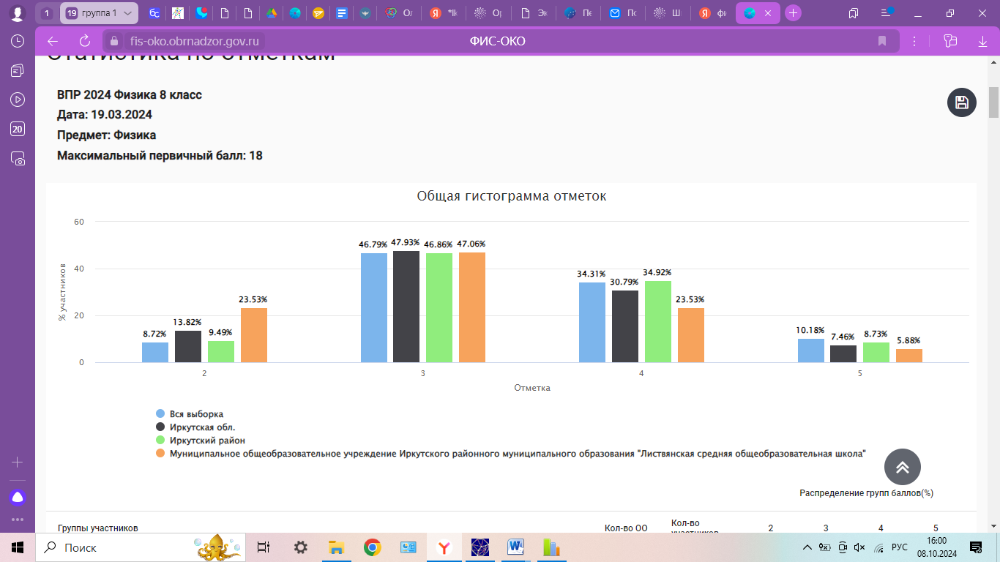 1
19 группа 1
Ол
*Ik
Ор
Эк
Пе
По
Ш
фи
fis-oko.obrnadzor.gov.ru
ФИС-ОКО
20
Статистика по отметкам
ВПР 2024 Физика 8 класс
Дата: 19.03.2024
Предмет: Физика
Максимальный первичный балл: 18
Общая гистограмма отметок
% участников
60
40
20
0
8.72%
13.82%
9.49%
23.53%
46.79%
47.93%
46.86%
47.06%
34.31%
30.79%
34.92%
23.53%
10.18%
7.46%
8.73%
5.88%
2
3
4
5
Отметка
Вся выборка
Иркутская обл.
Иркутский район
Муниципальное общеобразовательное учреждение Иркутского районного муниципального образования "Листвянская средняя общеобразовательная школа"
Распределение групп баллов(%)
Группы участников
Кол-во ОО
Кол-во
участников
2
3
4
5
Поиск
РУС
16:00
08.10.2024